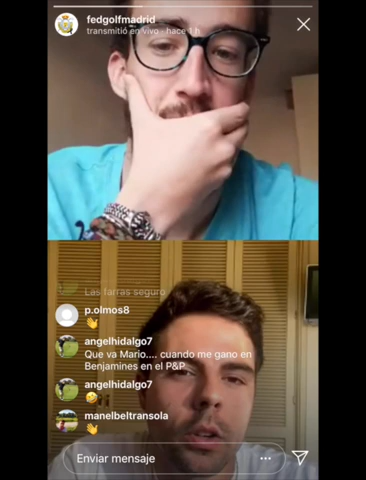 fedgolfmadrid
transmitió en vivo · hace 1 h
Las farras seguro
p.olmos8
angelhidalgo7
Que va Mario.... cuando me gano en
Benjamines en el P&P
angelhidalgo7
manelbeltransola
Enviar mensaje